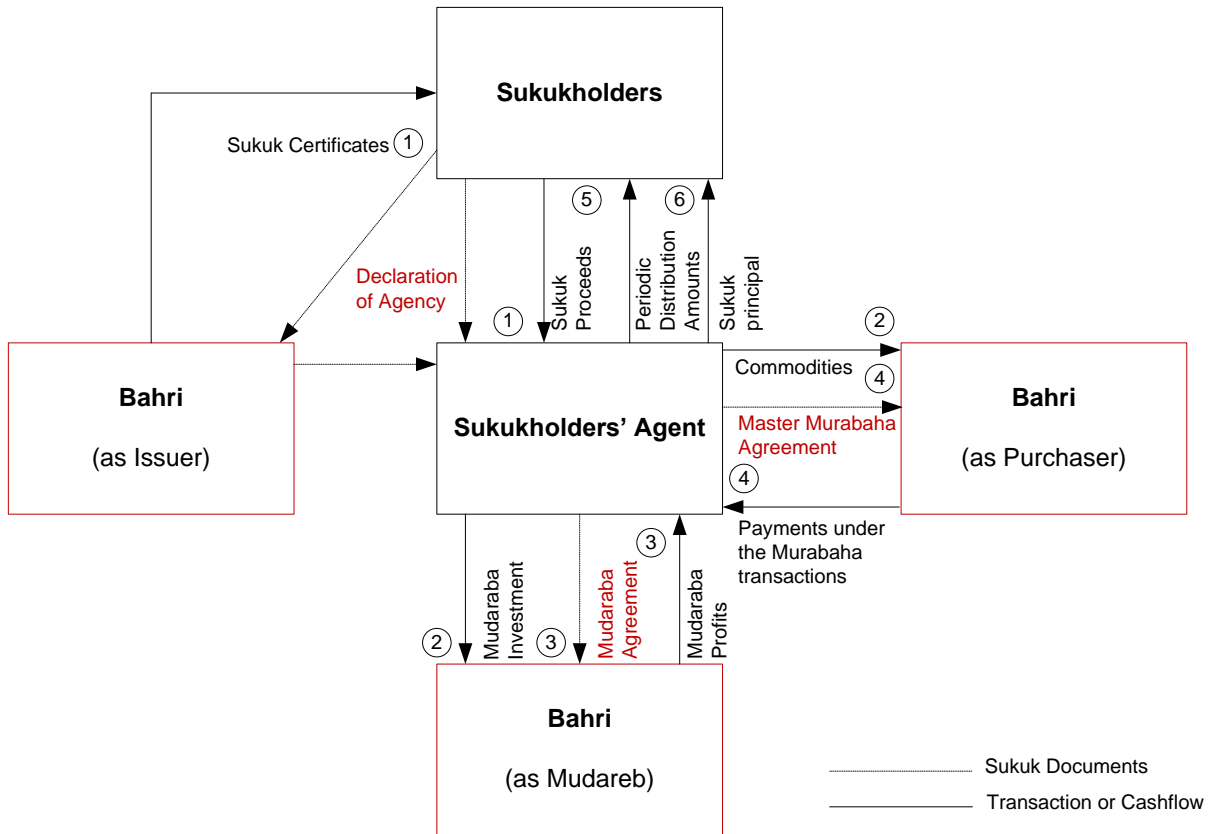 Sukukholders
Sukuk Certificates
1
5
6
Declaration
of Agency
1
Sukuk
Proceeds
Periodic
Distribution
Amounts
Sukuk
principal
2
Commodities
4
Bahri
(as Issuer)
Sukukholders’ Agent
Master Murabaha
Agreement
Bahri
(as Purchaser)
4
Payments under
the Murabaha
transactions
2
Mudaraba
Investment
3
Mudaraba
Agreement
3
Mudaraba
Profits
Bahri
(as Mudareb)
Sukuk Documents
Transaction or Cashflow